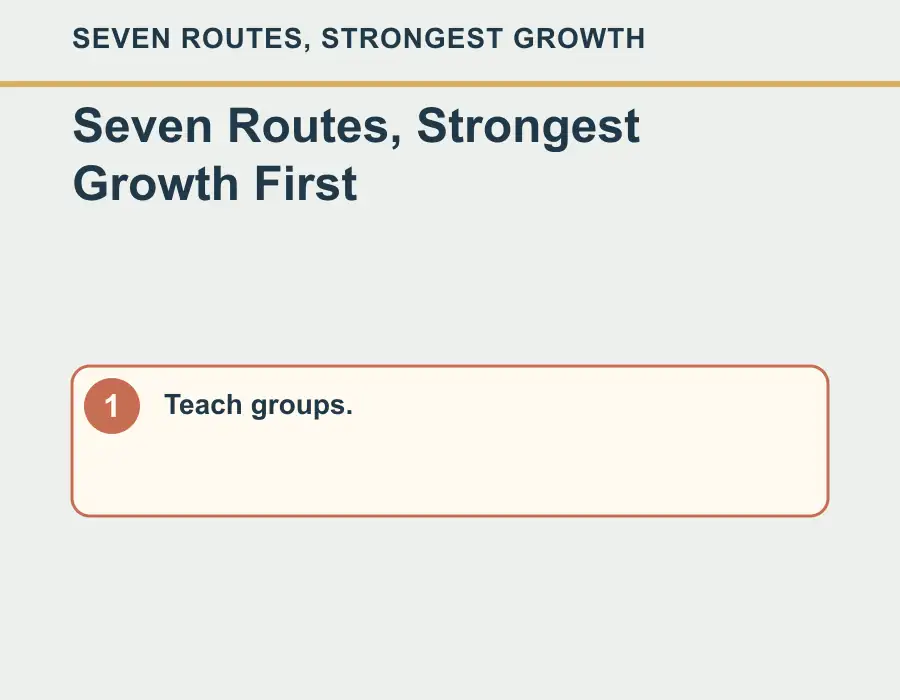 SEVEN ROUTES, STRONGEST GROWTH
Seven Routes, Strongest
Growth First
1
Teach groups.